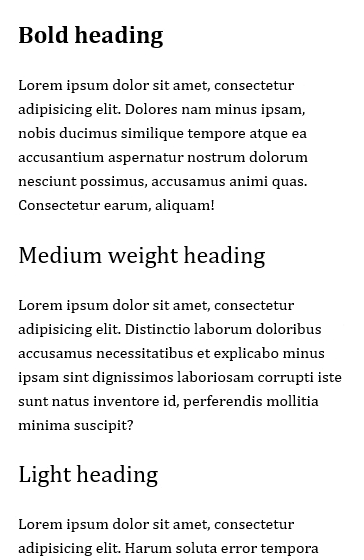 Bold heading
Lorem ipsum dolor sit amet, consectetur
adipisicing elit. Dolores nam minus ipsam,
nobis ducimus similique tempore atque ea
accusantium aspernatur nostrum dolorum
nesciunt possimus, accusamus animi quas.
Consectetur earum, aliquam!
Medium weight heading
Lorem ipsum dolor sit amet, consectetur
adipisicing elit. Distinctio laborum doloribus
accusamus necessitatibus et explicabo minus
ipsam sint dignissimos laboriosam corrupti iste
sunt natus inventore id, perferendis mollitia
minima suscipit?
Light heading
Lorem ipsum dolor sit amet, consectetur
adipisicing elit. Harum soluta error tempora